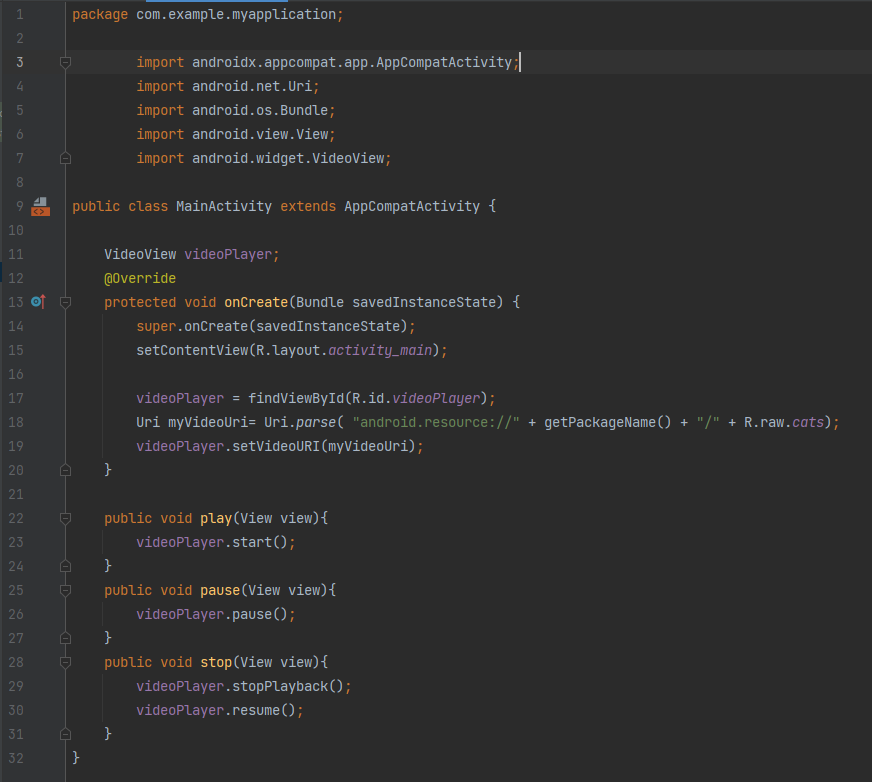 1 package com.example.myapplication;
2
3 import androidx.appcompat.app.AppCompatActivity;
4 import android.net.Uri;
5 import android.os.Bundle;
6 import android.view.View;
7 import android.widget.VideoView;
8
9 public class MainActivity extends AppCompatActivity {
10
11 VideoView videoPlayer;
12 @Override
13 protected void onCreate(Bundle savedInstanceState) {
14 super.onCreate(savedInstanceState);
15 setContentView(R.layout.activity_main);
16
17 videoPlayer = findViewById(R.id.videoPlayer);
18 Uri myVideoUri= Uri.parse( "android.resource://" + getPackageName() + "/" + R.raw.cats);
19 videoPlayer.setVideoURI(myVideoUri);
20 }
21
22 public void play(View view){
23 videoPlayer.start();
24 }
25 public void pause(View view){
26 videoPlayer.pause();
27 }
28 public void stop(View view){
29 videoPlayer.stopPlayback();
30 videoPlayer.resume();
31 }
32 }